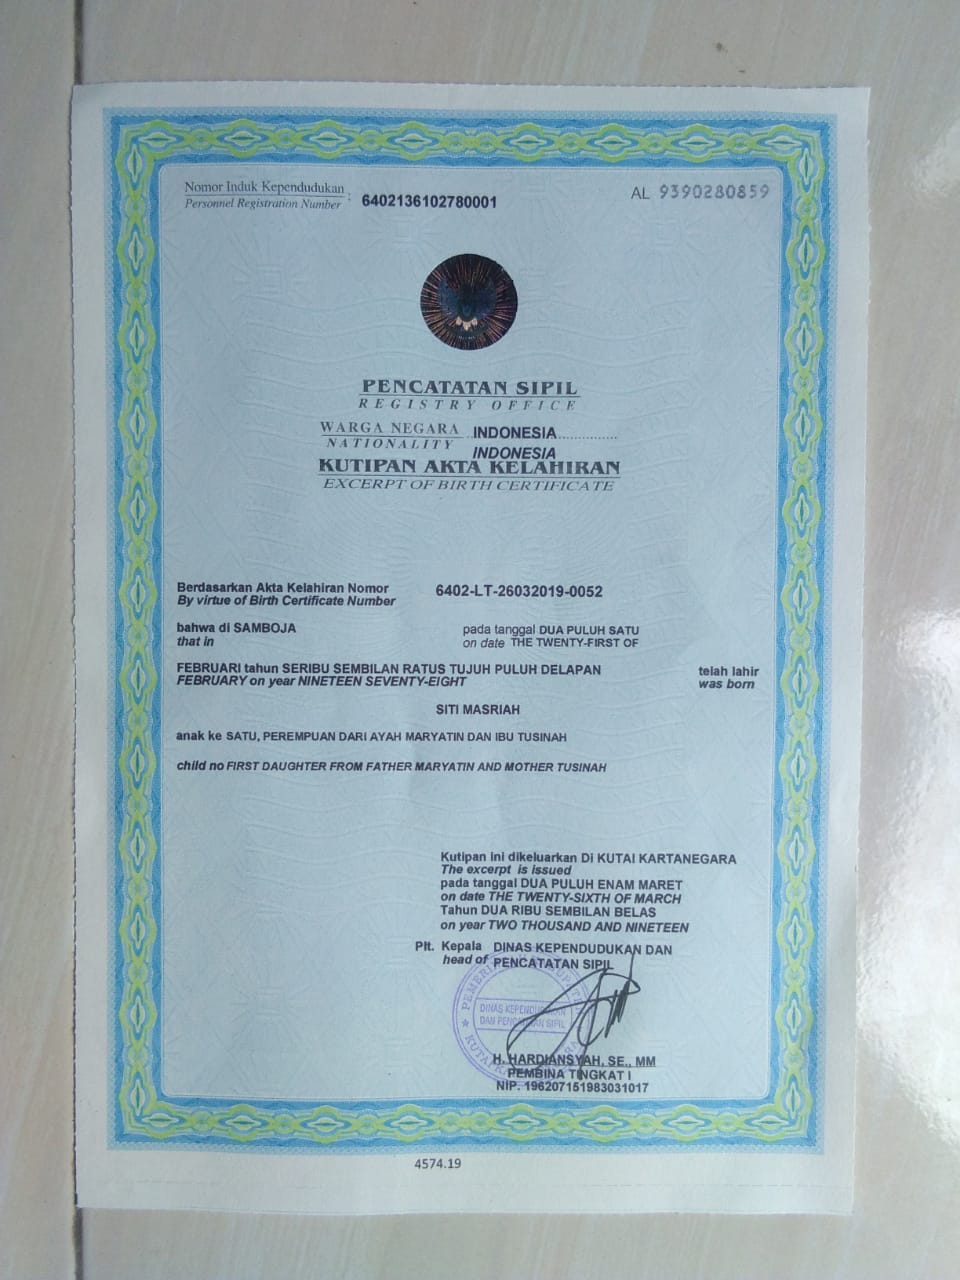 Nomor Induk Kependudukan : 6402136102780001
Personnel Registration Number
AL 9390280859
PENCATATAN SIPIL
REGISTRY OFFICE
WARGA NEGARA ..INDONESIA...............
NATIONALITY INDONESIA
KUTIPAN AKTA KELAHIRAN
EXCERPT OF BIRTH CERTIFICATE
Berdasarkan Akta Kelahiran Nomor 6402-LT-26032019-0052
By virtue of Birth Certificate Number
bahwa di SAMBOJA pada tanggal DUA PULUH SATU
that in on date THE TWENTY-FIRST OF
FEBRUARI tahun SERIBU SEMBILAN RATUS TUJUH PULUH DELAPAN telah lahir
FEBRUARY on year NINETEEN SEVENTY-EIGHT was born
SITI MASRIAH
anak ke SATU, PEREMPUAN DARI AYAH MARYATIN DAN IBU TUSINAH
child no FIRST DAUGHTER FROM FATHER MARYATIN AND MOTHER TUSINAH
Kutipan ini dikeluarkan Di KUTAI KARTANEGARA
The excerpt is issued
pada tanggal DUA PULUH ENAM MARET
on date THE TWENTY-SIXTH OF MARCH
Tahun DUA RIBU SEMBILAN BELAS
on year TWO THOUSAND AND NINETEEN
Plt. Kepala DINAS KEPENDUDUKAN DAN
head of PENCATATAN SIPIL
DINAS KEPENDUDUKAN
DAN PENCATATAN SIPIL
H. HARDIANSYAH, SE., MM
PEMBINA TINGKAT I
NIP. 196207151983031017
4574.19